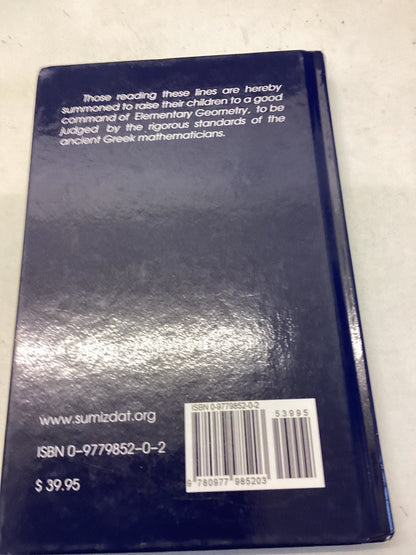 Those reading these lines are hereby
summoned to raise their children to a good
command of Elementary Geometry, to be
judged by the rigorous standards of the
ancient Greek mathematicians.
www.sumizdat.org
ISBN 0-9779852-0-2
$ 39.95
ISBN 0-9779852-0-2
53995
9 780977 985203